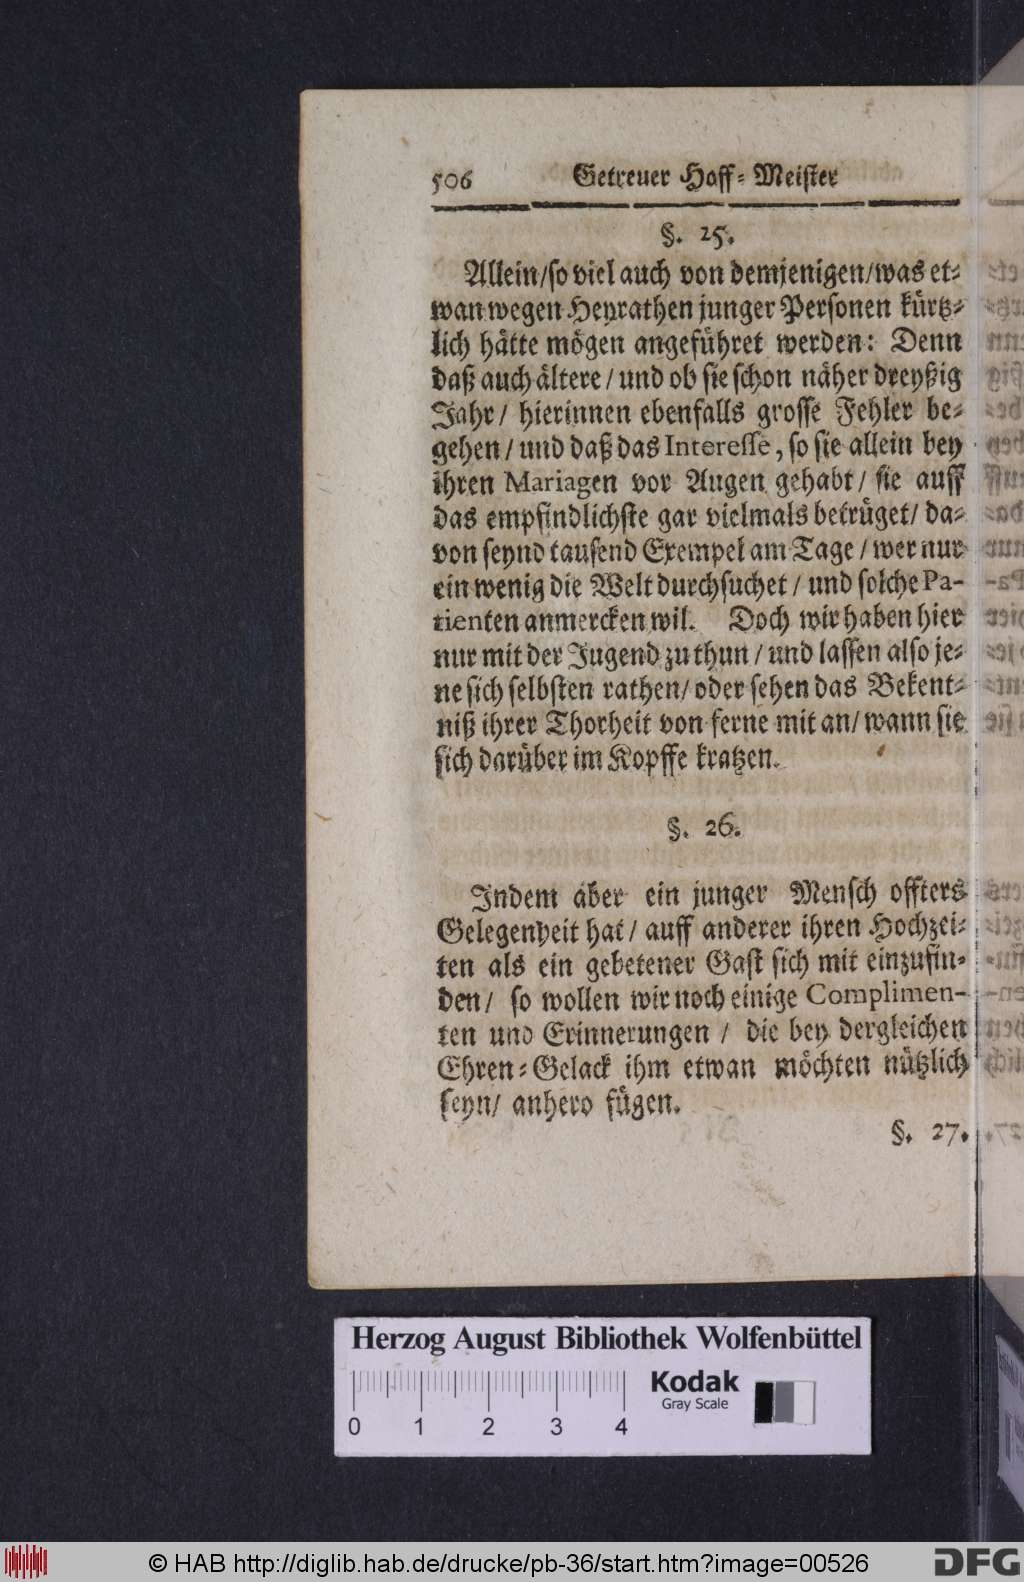 506 Getreuer Hoff-Meister
§. 25.
Allein/so viel auch von demjenigen/was et-
wan wegen Heyrathen junger Personen kürtz-
lich hätte mögen angeführet werden: Denn
daß auch ältere / und ob sie schon näher dreyßig
Jahr / hierinnen ebenfalls grosse Fehler be-
gehen / und daß das Interesse, so sie allein bey
ihren Mariagen vor Augen gehabt / sie auff
das empfindlichste gar vielmals betrüget/ da-
von seynd tausend Exempel am Tage / wer nur
ein wenig die Welt durchsuchet / und solche Pa-
tienten anmercken wil. Doch wir haben hier
nur mit der Jugend zu thun / und lassen also je-
ne sich selbsten rathen/ oder sehen das Bekent-
niß ihrer Thorheit von ferne mit an/ wann sie
sich darüber im Kopffe kratzen.
§. 26.
Indem aber ein junger Mensch offters
Gelegenheit hat / auff anderer ihren Hochzei-
ten als ein gebetener Gast sich mit einzufin-
den / so wollen wir noch einige Complimen-
ten und Erinnerungen / die bey dergleichen
Ehren-Gelack ihm etwan möchten nützlich
seyn/ anhero fügen.
§. 27.
Herzog August Bibliothek Wolfenbüttel
Kodak
Gray Scale
0 1 2 3 4
© HAB http://diglib.hab.de/drucke/pb-36/start.htm?image=00526
DFG